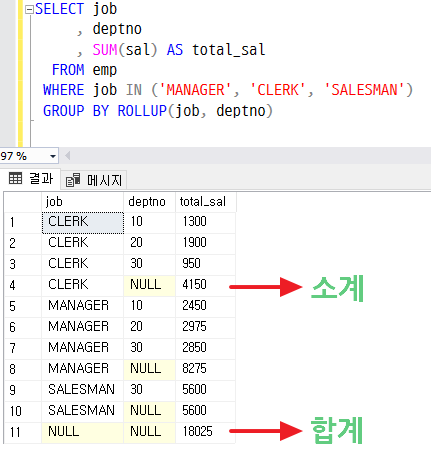 SELECT job
, deptno
, SUM(sal) AS total_sal
FROM emp
WHERE job IN ('MANAGER', 'CLERK', 'SALESMAN')
GROUP BY ROLLUP(job, deptno)
97 %
결과 메시지
job deptno total_sal
1 CLERK 10 1300
2 CLERK 20 1900
3 CLERK 30 950
4 CLERK NULL 4150 소계
5 MANAGER 10 2450
6 MANAGER 20 2975
7 MANAGER 30 2850
8 MANAGER NULL 8275
9 SALESMAN 30 5600
10 SALESMAN NULL 5600
11 NULL NULL 18025 합계